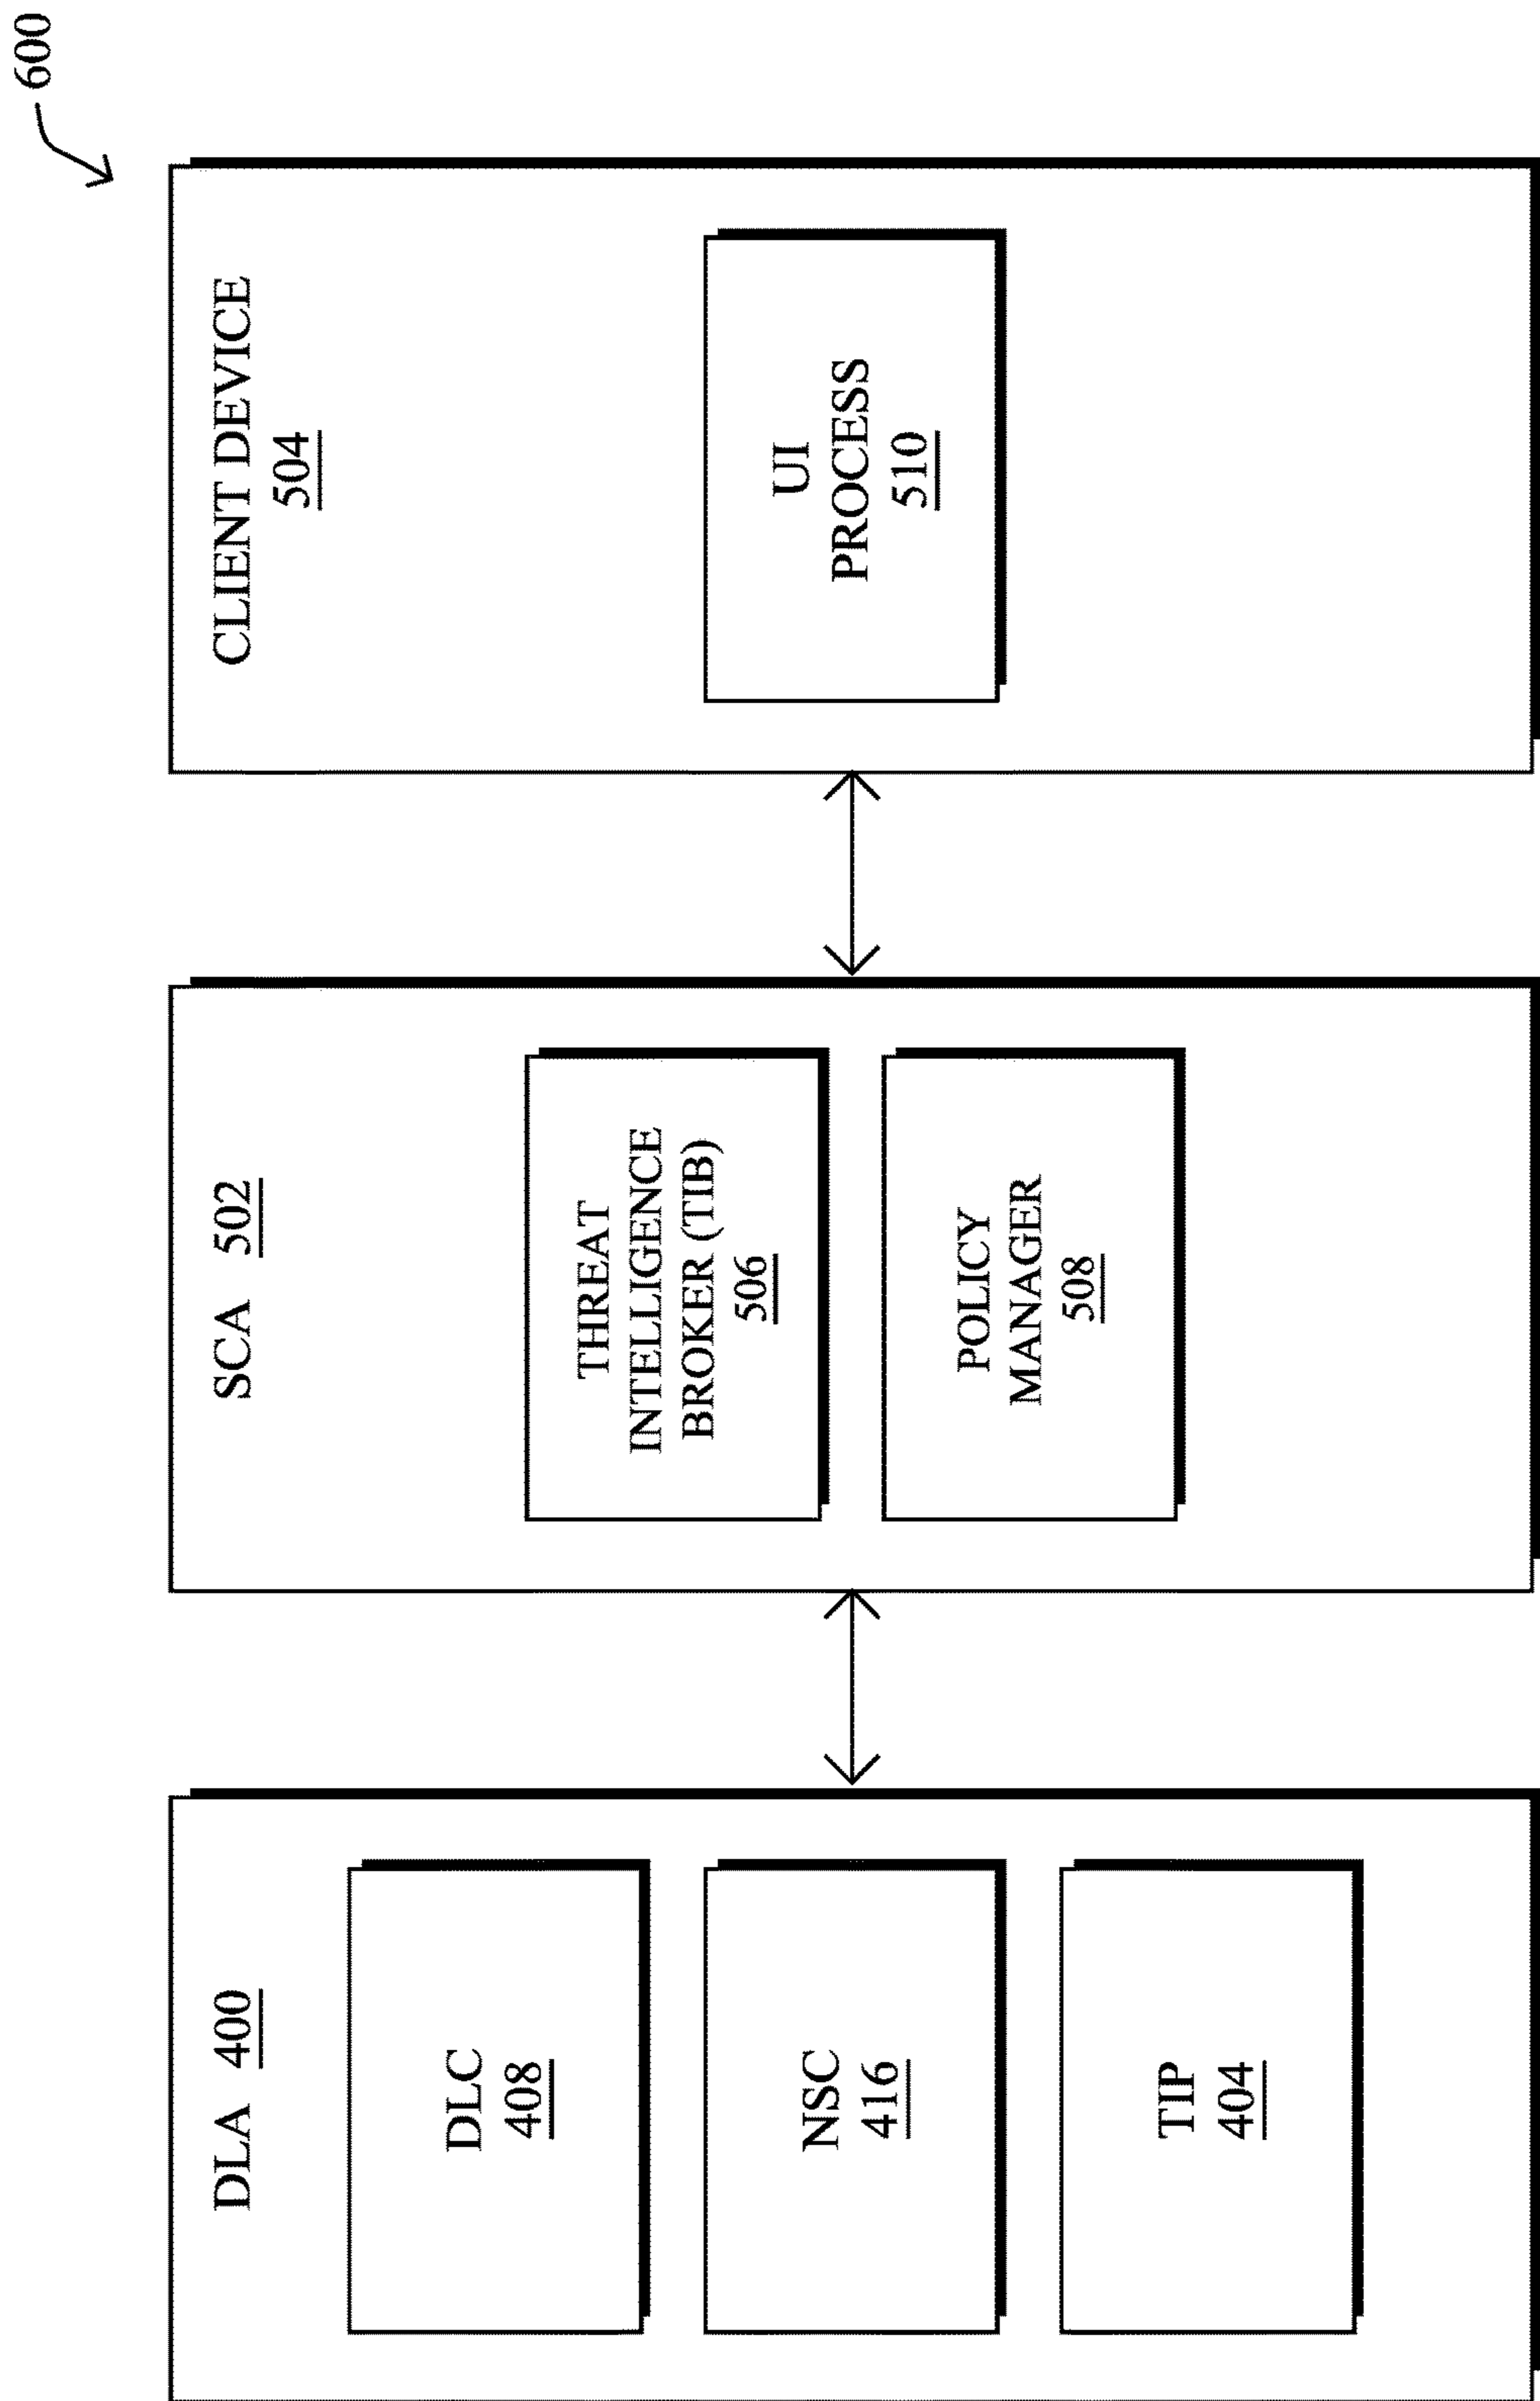 600
DLA 400
DLC
408
NSC
416
TIP
404
SCA 502
THREAT
INTELLIGENCE
BROKER (TIB)
506
POLICY
MANAGER
508
CLIENT DEVICE
504
UI
PROCESS
510